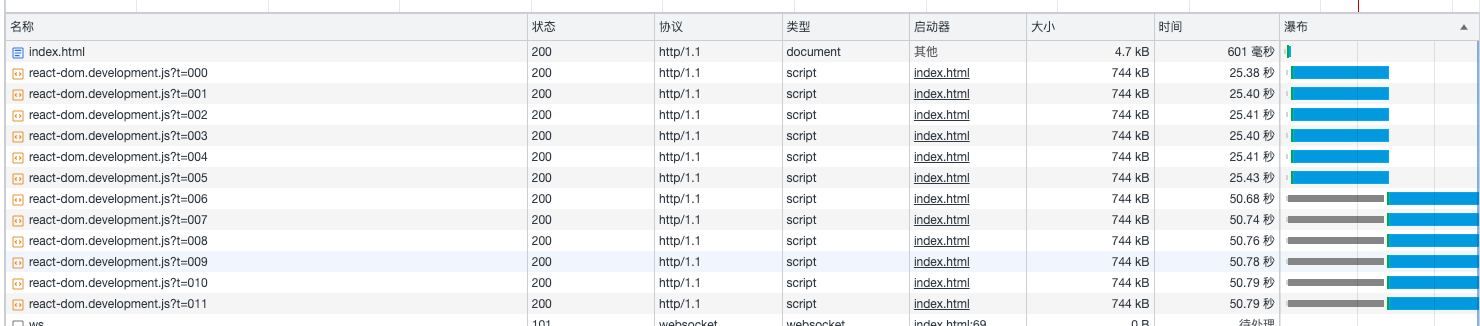 名称 状态 协议 类型 启动器 大小 时间 瀑布
index.html 200 http/1.1 document 其他 4.7 kB 601 毫秒
react-dom.development.js?t=000 200 http/1.1 script index.html 744 kB 25.38 秒
react-dom.development.js?t=001 200 http/1.1 script index.html 744 kB 25.40 秒
react-dom.development.js?t=002 200 http/1.1 script index.html 744 kB 25.41 秒
react-dom.development.js?t=003 200 http/1.1 script index.html 744 kB 25.40 秒
react-dom.development.js?t=004 200 http/1.1 script index.html 744 kB 25.41 秒
react-dom.development.js?t=005 200 http/1.1 script index.html 744 kB 25.43 秒
react-dom.development.js?t=006 200 http/1.1 script index.html 744 kB 50.68 秒
react-dom.development.js?t=007 200 http/1.1 script index.html 744 kB 50.74 秒
react-dom.development.js?t=008 200 http/1.1 script index.html 744 kB 50.76 秒
react-dom.development.js?t=009 200 http/1.1 script index.html 744 kB 50.78 秒
react-dom.development.js?t=010 200 http/1.1 script index.html 744 kB 50.79 秒
react-dom.development.js?t=011 200 http/1.1 script index.html 744 kB 50.79 秒
ws 101 websocket websocket index.html:69 0 B 待处理